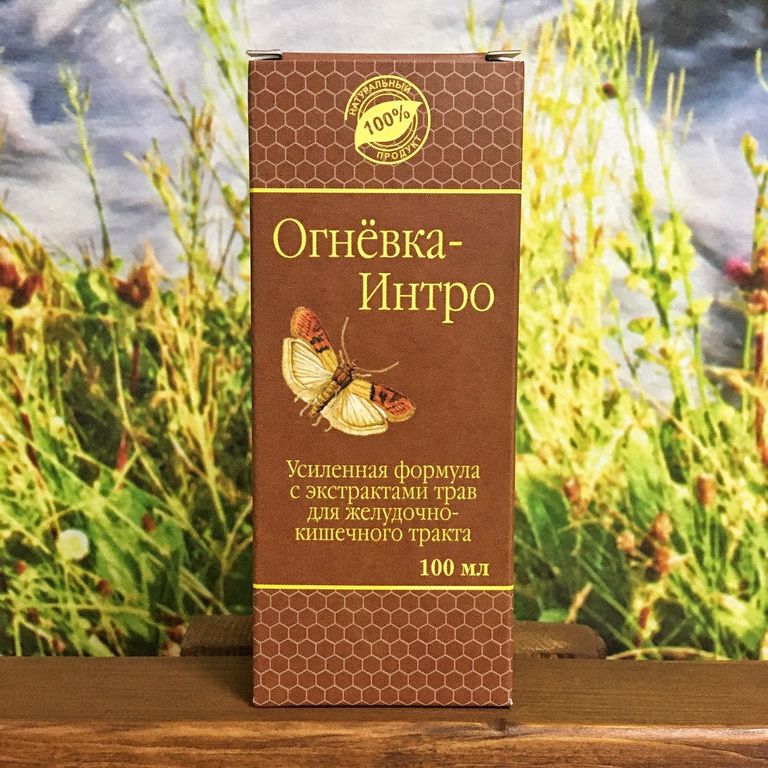 НАТУРАЛЬНЫЙ
100%
ПРОДУКТ
Огнёвка-
Интро
Усиленная формула
с экстрактами трав
для желудочно-
кишечного тракта
100 мл